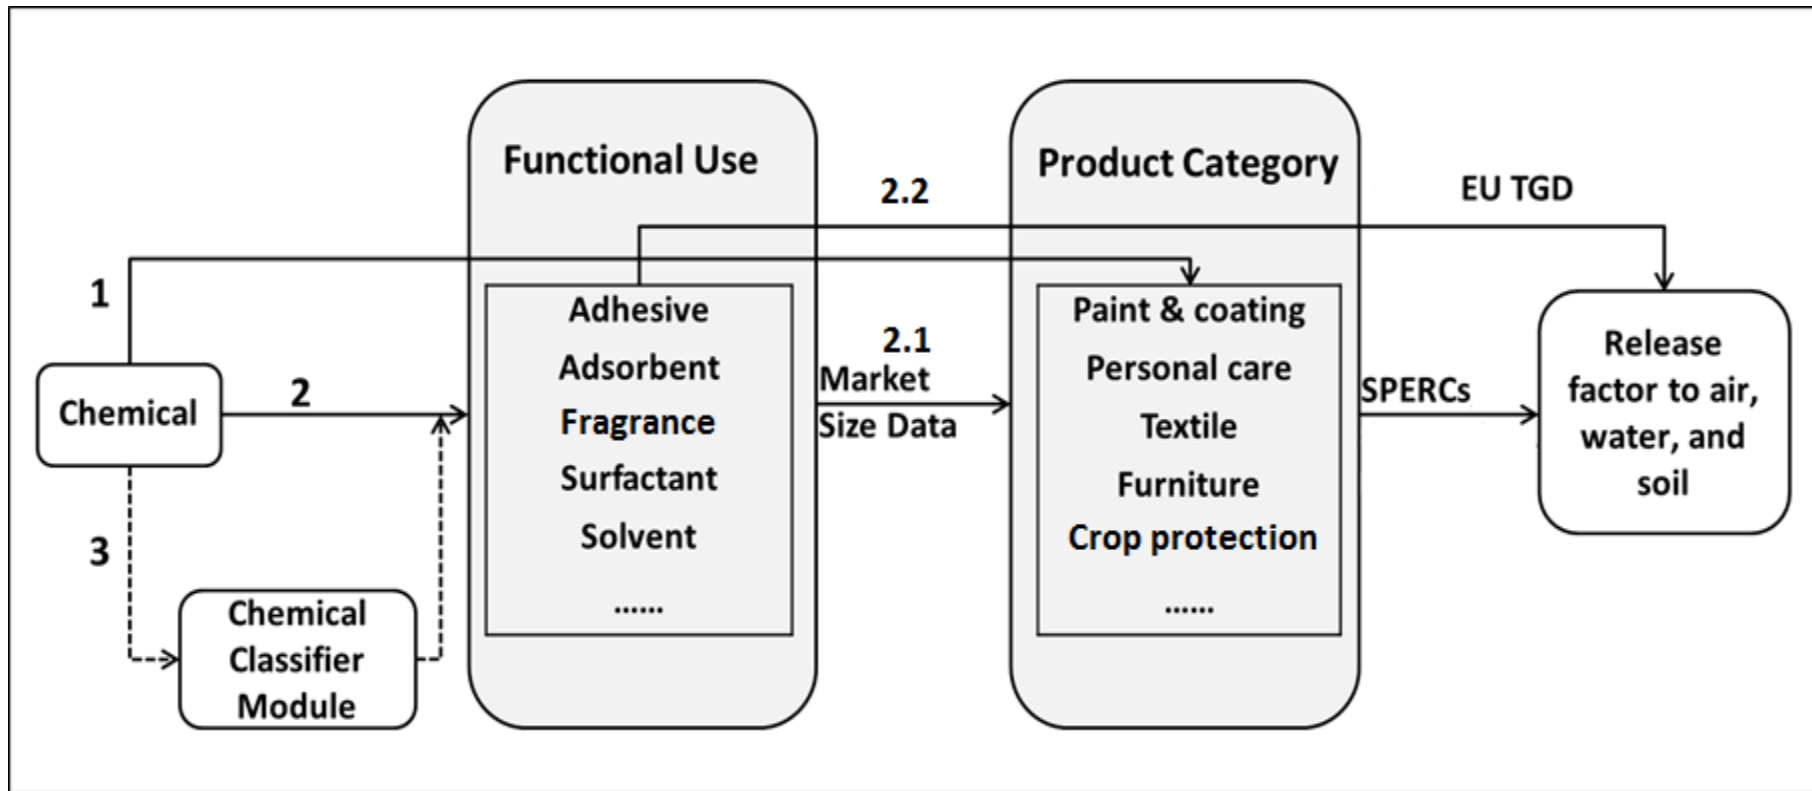 Functional Use
Product Category
2.2
EU TGD
1
Adhesive
Adsorbent
Fragrance
Surfactant
Solvent
......
2.1
Market
Size Data
Paint & coating
Personal care
Textile
Furniture
Crop protection
......
SPERCs
Release
factor to air,
water, and
soil
Chemical
2
3
Chemical
Classifier
Module